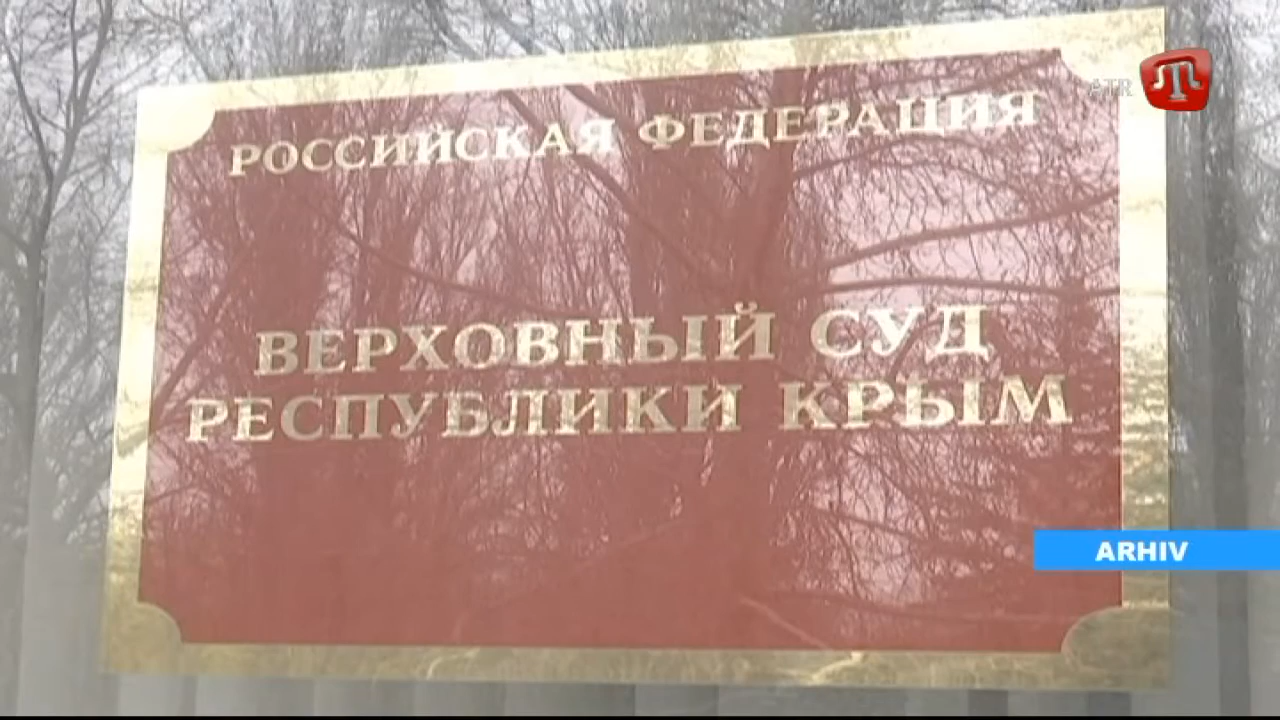 ATR
РОССИЙСКАЯ ФЕДЕРАЦИЯ
ВЕРХОВНЫЙ СУД
РЕСПУБЛИКИ КРЫМ
ARHIV